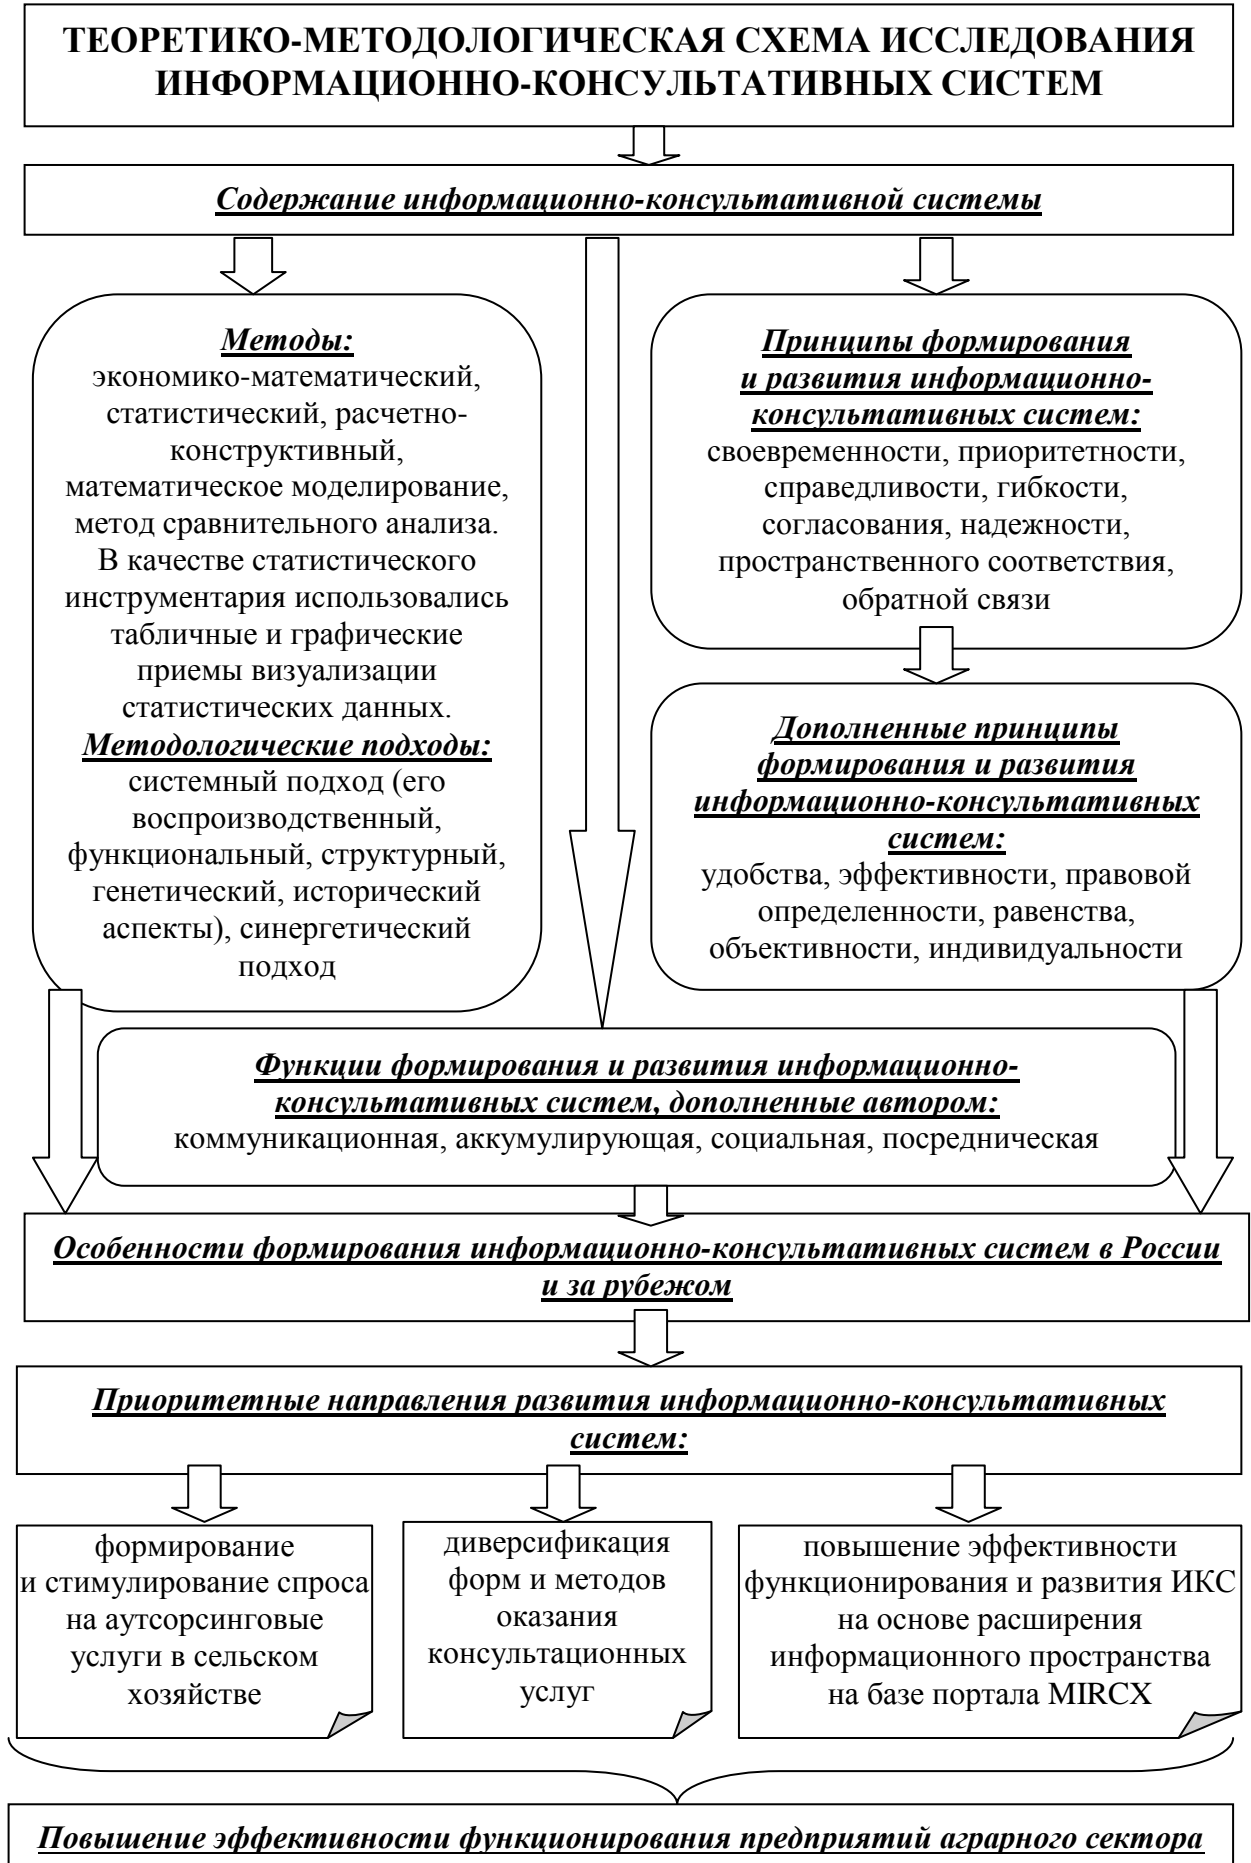 ТЕОРЕТИКО-МЕТОДОЛОГИЧЕСКАЯ СХЕМА ИССЛЕДОВАНИЯ
ИНФОРМАЦИОННО-КОНСУЛЬТАТИВНЫХ СИСТЕМ
Содержание информационно-консультативной системы
Методы:
экономико-математический,
статистический, расчетно-
конструктивный,
математическое моделирование,
метод сравнительного анализа.
В качестве статистического
инструментария использовались
табличные и графические
приемы визуализации
статистических данных.
Методологические подходы:
системный подход (его
воспроизводственный,
функциональный, структурный,
генетический, исторический
аспекты), синергетический
подход
Принципы формирования
и развития информационно-
консультативных систем:
своевременности, приоритетности,
справедливости, гибкости,
согласования, надежности,
пространственного соответствия,
обратной связи
Дополненные принципы
формирования и развития
информационно-консультативных
систем:
удобства, эффективности, правовой
определенности, равенства,
объективности, индивидуальности
Функции формирования и развития информационно-
консультативных систем, дополненные автором:
коммуникационная, аккумулирующая, социальная, посредническая
Особенности формирования информационно-консультативных систем в России
и за рубежом
Приоритетные направления развития информационно-консультативных
систем:
формирование
и стимулирование спроса
на аутсорсинговые
услуги в сельском
хозяйстве
диверсификация
форм и методов
оказания
консультационных
услуг
повышение эффективности
функционирования и развития ИКС
на основе расширения
информационного пространства
на базе портала MIRCX
Повышение эффективности функционирования предприятий аграрного сектора